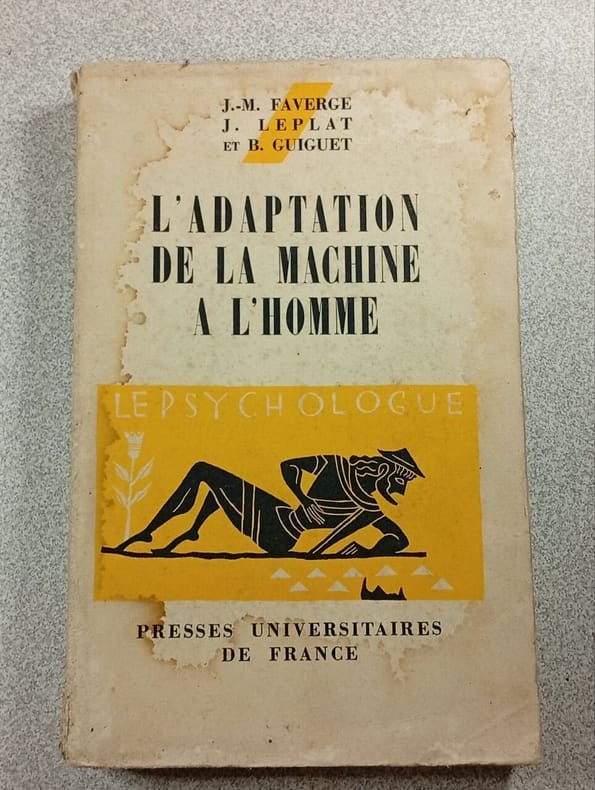 J.-M. FAVERGE
J. LEPLAT
ET B. GUIGUET
L'ADAPTATION
DE LA MACHINE
A L'HOMME
LE PSYCHOLOGUE
PRESSES UNIVERSITAIRES
DE FRANCE